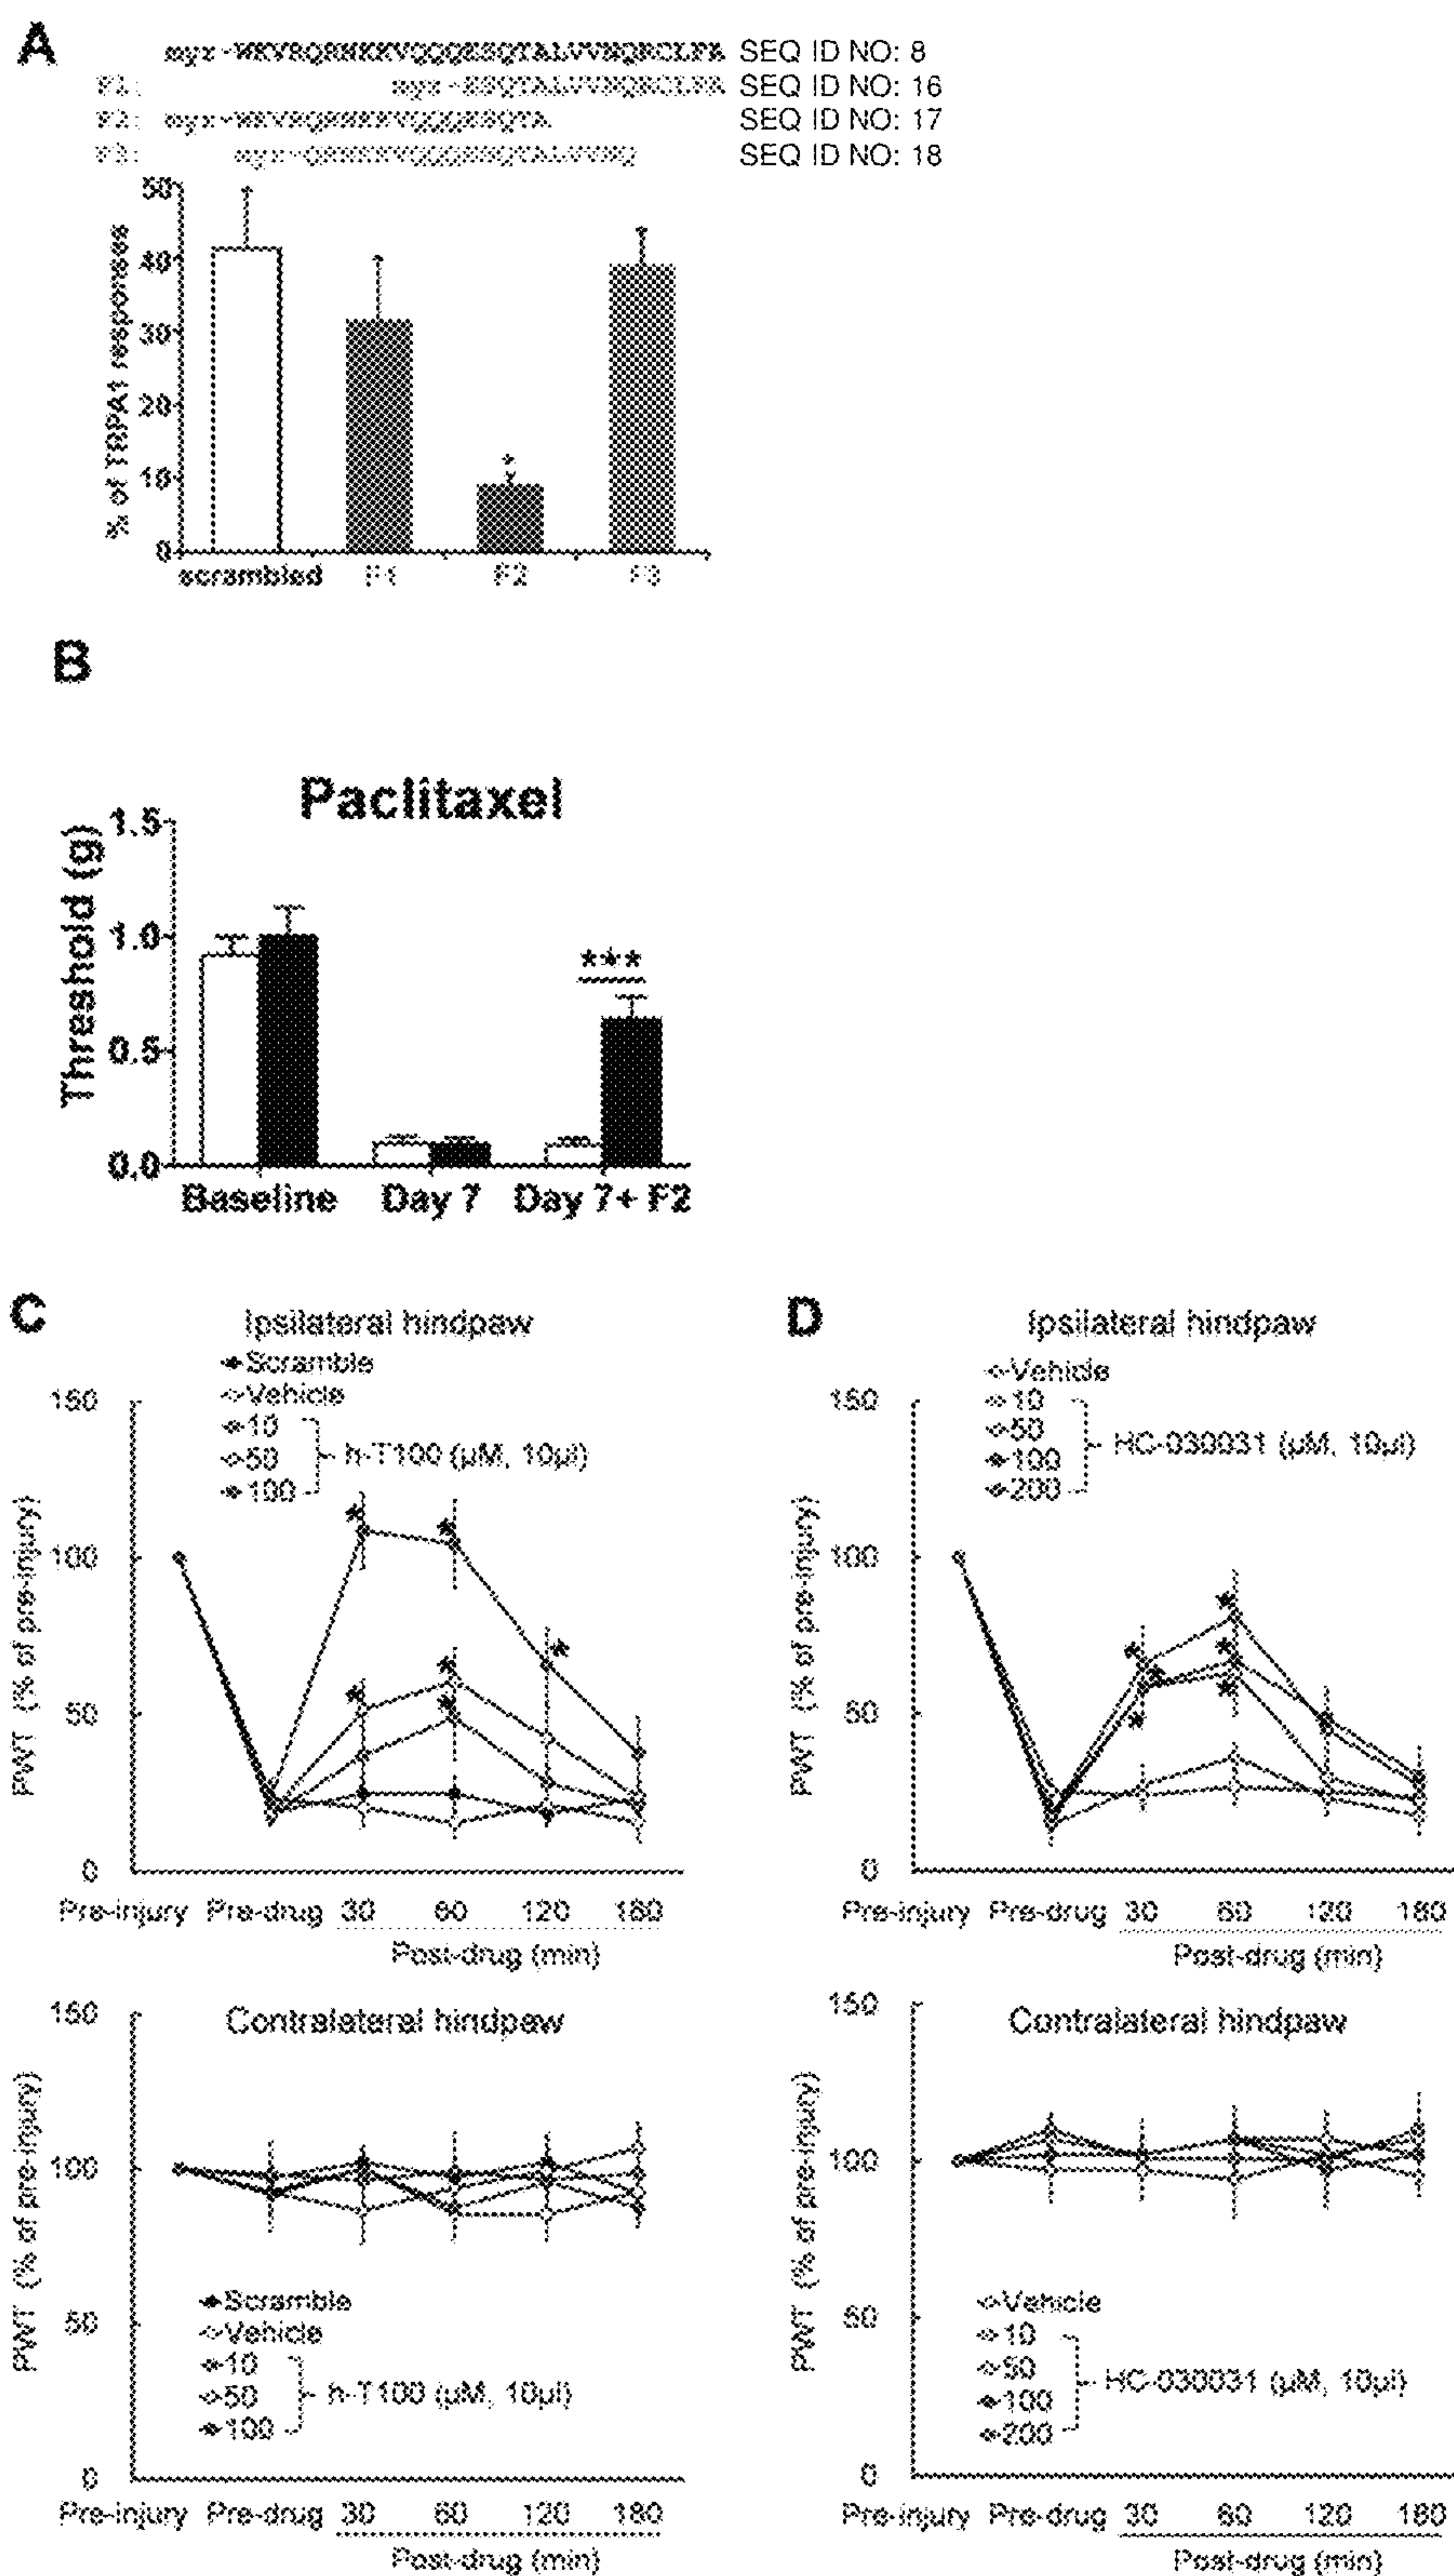 A
SEQ ID NO: 8
F1: SEQ ID NO: 16
F2: SEQ ID NO: 17
F3: SEQ ID NO: 18
% of TRPA1 responses
50
40
30
20
10
0
scrambled F1 F2 F3
*
B
Paclitaxel
Threshold (g)
1.5
1.0
0.5
0.0
***
Baseline Day 7 Day 7+ F2
C
Ipsilateral hindpaw
Scramble
Vehicle
10
50
100
h-T100 (µM, 10µl)
PWT (% of pre-injury)
150
100
50
0
Pre-injury Pre-drug 30 60 120 180
Post-drug (min)
Contralateral hindpaw
PWT (% of pre-injury)
150
100
50
0
Scramble
Vehicle
10
50
100
h-T100 (µM, 10µl)
Pre-injury Pre-drug 30 60 120 180
Post-drug (min)
D
Ipsilateral hindpaw
Vehicle
10
50
100
200
HC-030031 (µM, 10µl)
PWT (% of pre-injury)
150
100
50
0
Pre-injury Pre-drug 30 60 120 180
Post-drug (min)
Contralateral hindpaw
PWT (% of pre-injury)
150
100
50
0
Vehicle
10
50
100
200
HC-030031 (µM, 10µl)
Pre-injury Pre-drug 30 60 120 180
Post-drug (min)